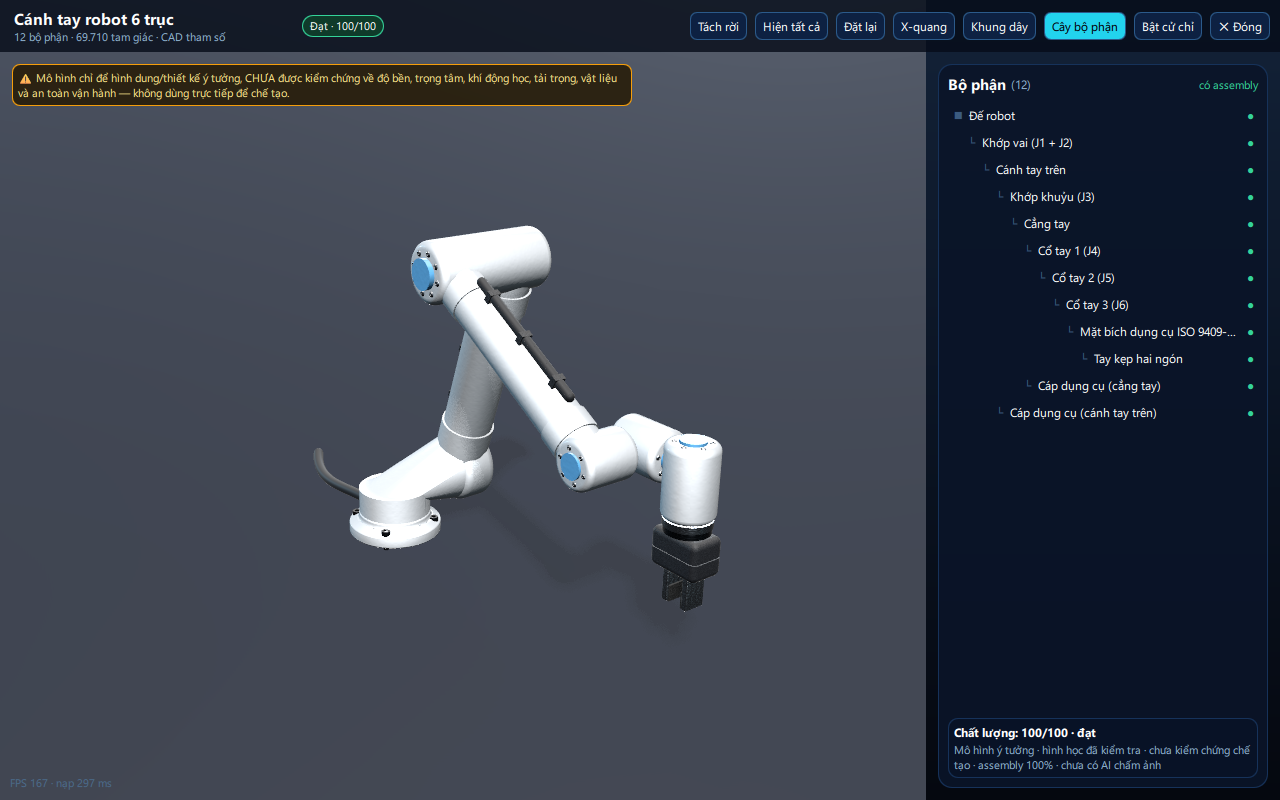 Cánh tay robot 6 trục
12 bộ phận · 69.710 tam giác · CAD tham số
Đạt · 100/100
Tách rời
Hiện tất cả
Đặt lại
X-quang
Khung dây
Cây bộ phận
Bật cử chỉ
✕ Đóng
⚠ Mô hình chỉ để hình dung/thiết kế ý tưởng, CHƯA được kiểm chứng về độ bền, trọng tâm, khí động học, tải trọng, vật liệu
và an toàn vận hành — không dùng trực tiếp để chế tạo.
Bộ phận (12)
có assembly
Đế robot
Khớp vai (J1 + J2)
Cánh tay trên
Khớp khuỷu (J3)
Cẳng tay
Cổ tay 1 (J4)
Cổ tay 2 (J5)
Cổ tay 3 (J6)
Mặt bích dụng cụ ISO 9409-...
Tay kẹp hai ngón
Cáp dụng cụ (cẳng tay)
Cáp dụng cụ (cánh tay trên)
Chất lượng: 100/100 · đạt
Mô hình ý tưởng · hình học đã kiểm tra · chưa kiểm chứng chế
tạo · assembly 100% · chưa có AI chấm ảnh
FPS 167 · nạp 297 ms